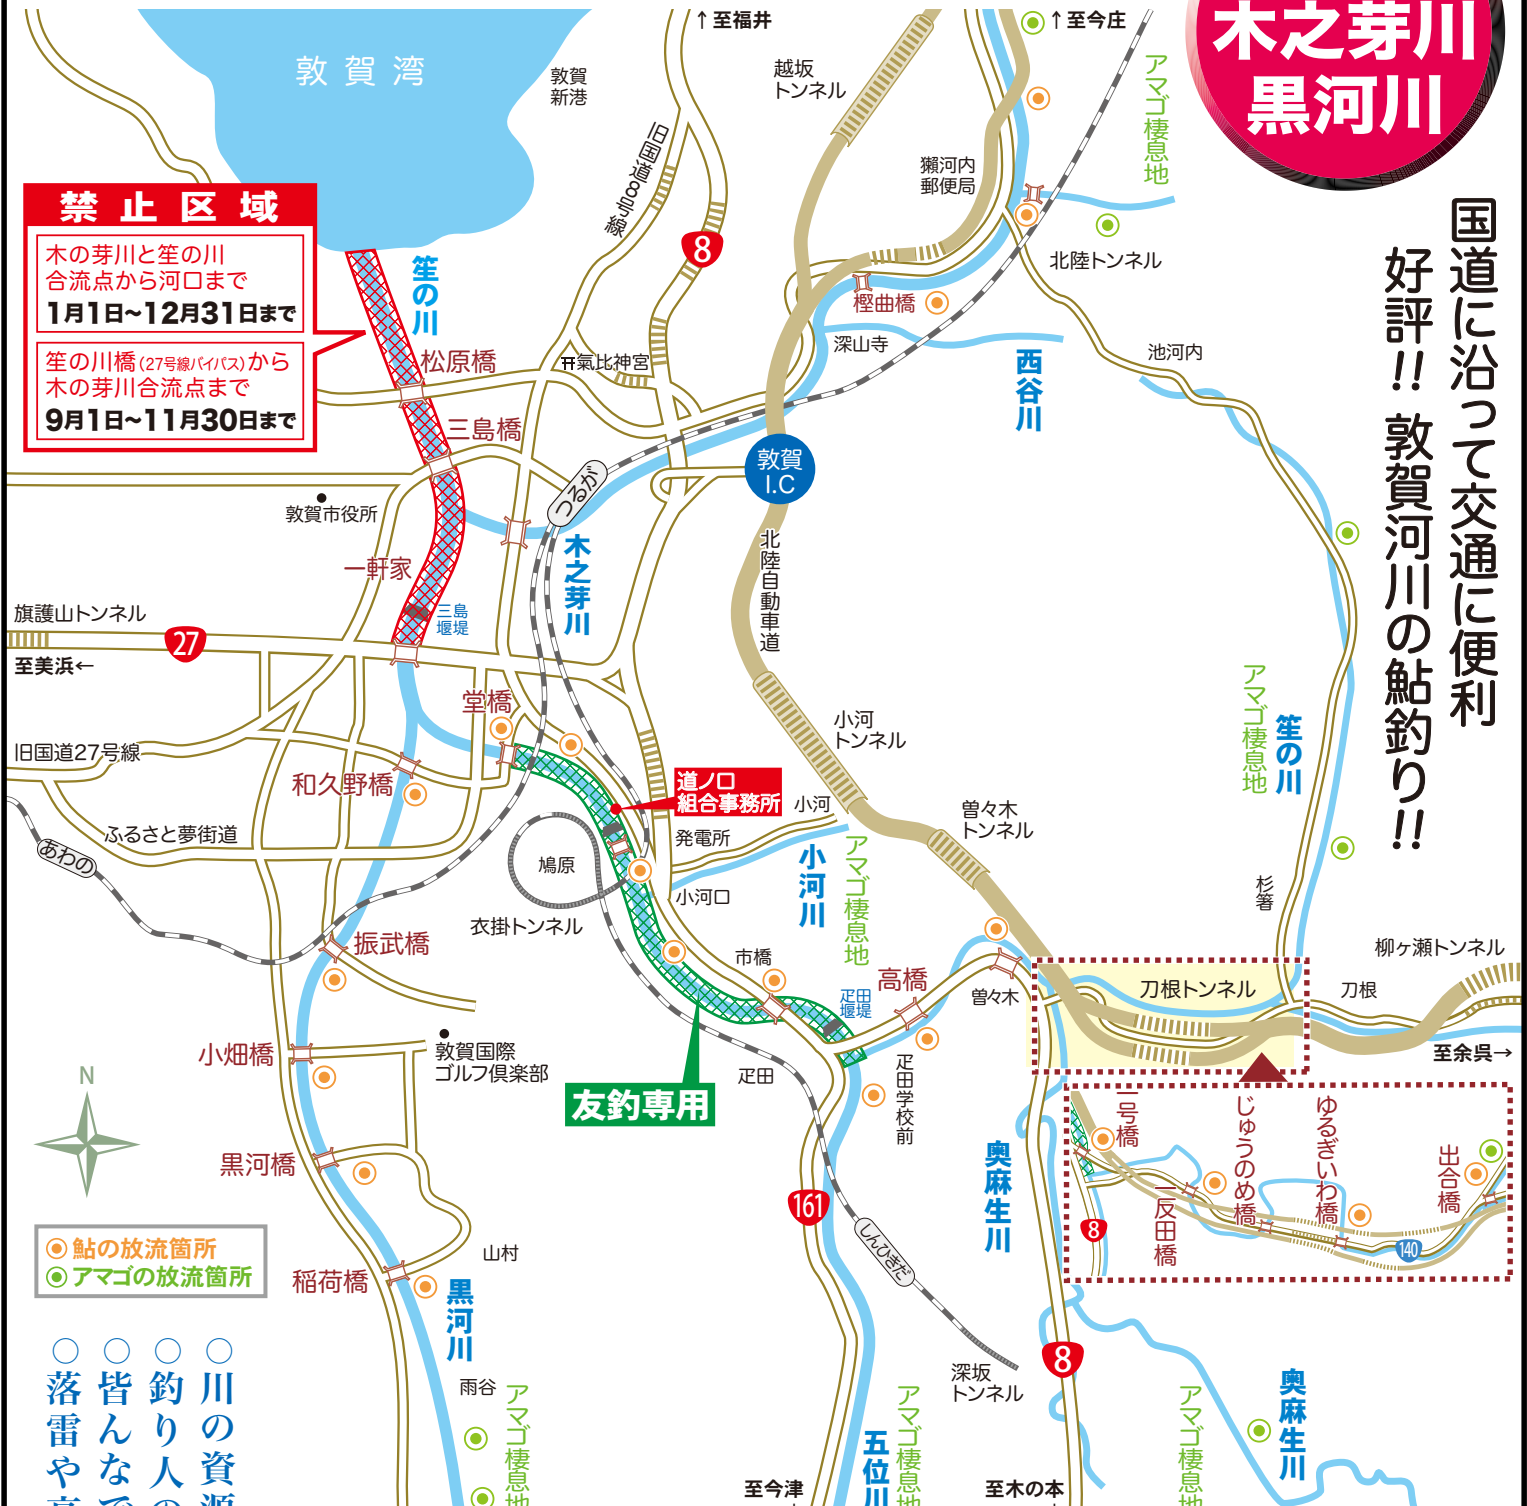 木之芽川
黒河川
国道に沿って交通に便利
好評!! 敦賀河川の鮎釣り!!
敦賀湾
敦賀
新港
↑至福井
越坂
トンネル
↑至今庄
アマゴ棲息地
旧国道8号線
8
獺河内
郵便局
北陸トンネル
樫曲橋
深山寺
西谷川
池河内
禁止区域
木の芽川と笙の川
合流点から河口まで
1月1日~12月31日まで
笙の川橋(27号線バイパス)から
木の芽川合流点まで
9月1日~11月30日まで
笙の川
松原橋
氣比神宮
三島橋
つるが
敦賀
I.C
敦賀市役所
一軒家
木之芽川
北陸自動車道
三島
堰堤
旗護山トンネル
27
至美浜←
堂橋
小河
トンネル
アマゴ棲息地
笙の川
旧国道27号線
和久野橋
道ノ口
組合事務所
小河
曽々木
トンネル
ふるさと夢街道
あわの
発電所
鳩原
小河川
アマゴ棲息地
小河口
杉箸
衣掛トンネル
振武橋
市橋
高橋
疋田
堰堤
曽々木
刀根トンネル
刀根
柳ヶ瀬トンネル
至余呉→
小畑橋
敦賀国際
ゴルフ倶楽部
友釣専用
疋田
疋田学校前
N
黒河橋
奥麻生川
一号橋
じゅうのめ橋
ゆるぎいわ橋
出合橋
一反田橋
8
140
161
しんひきだ
鮎の放流箇所
アマゴの放流箇所
山村
稲荷橋
黒河川
雨谷
アマゴ棲息地
深坂
トンネル
8
奥麻生川
アマゴ棲息地
五位川
アマゴ棲息地
至今津
至木の本
○川の資源
○釣り人の
○皆んなで
○落雷や